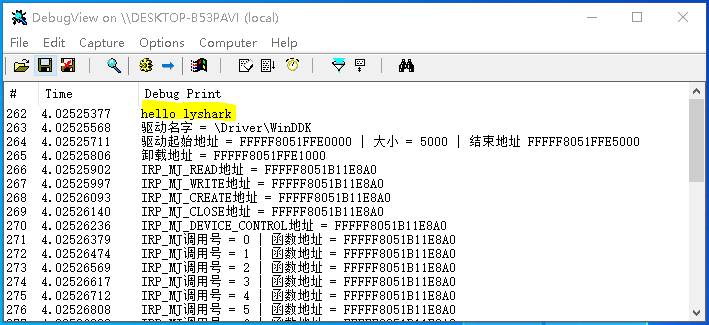 DebugView on \\DESKTOP-B53PAVI (local)
File Edit Capture Options Computer Help
# Time Debug Print
262 4.02525377 hello lyshark
263 4.02525568 驱动名字 = \Driver\WinDDK
264 4.02525711 驱动起始地址 = FFFFF8051FFE0000 | 大小 = 5000 | 结束地址 FFFFF8051FFE5000
265 4.02525806 卸载地址 = FFFFF8051FFE1000
266 4.02525902 IRP_MJ_READ地址 = FFFFF8051B11E8A0
267 4.02525997 IRP_MJ_WRITE地址 = FFFFF8051B11E8A0
268 4.02526093 IRP_MJ_CREATE地址 = FFFFF8051B11E8A0
269 4.02526140 IRP_MJ_CLOSE地址 = FFFFF8051B11E8A0
270 4.02526236 IRP_MJ_DEVICE_CONTROL地址 = FFFFF8051B11E8A0
271 4.02526379 IRP_MJ调用号 = 0 | 函数地址 = FFFFF8051B11E8A0
272 4.02526474 IRP_MJ调用号 = 1 | 函数地址 = FFFFF8051B11E8A0
273 4.02526569 IRP_MJ调用号 = 2 | 函数地址 = FFFFF8051B11E8A0
274 4.02526617 IRP_MJ调用号 = 3 | 函数地址 = FFFFF8051B11E8A0
275 4.02526712 IRP_MJ调用号 = 4 | 函数地址 = FFFFF8051B11E8A0
276 4.02526808 IRP_MJ调用号 = 5 | 函数地址 = FFFFF8051B11E8A0